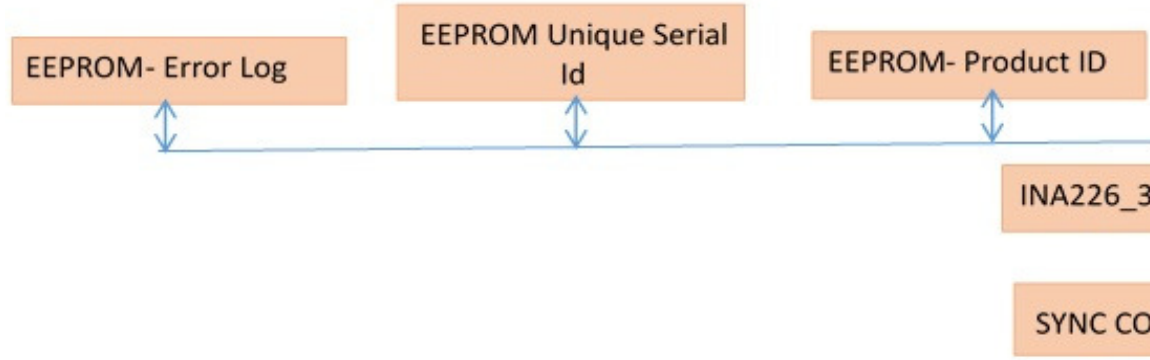 EEPROM- Error Log
EEPROM Unique Serial
Id
EEPROM- Product ID
INA226_3
SYNC CO